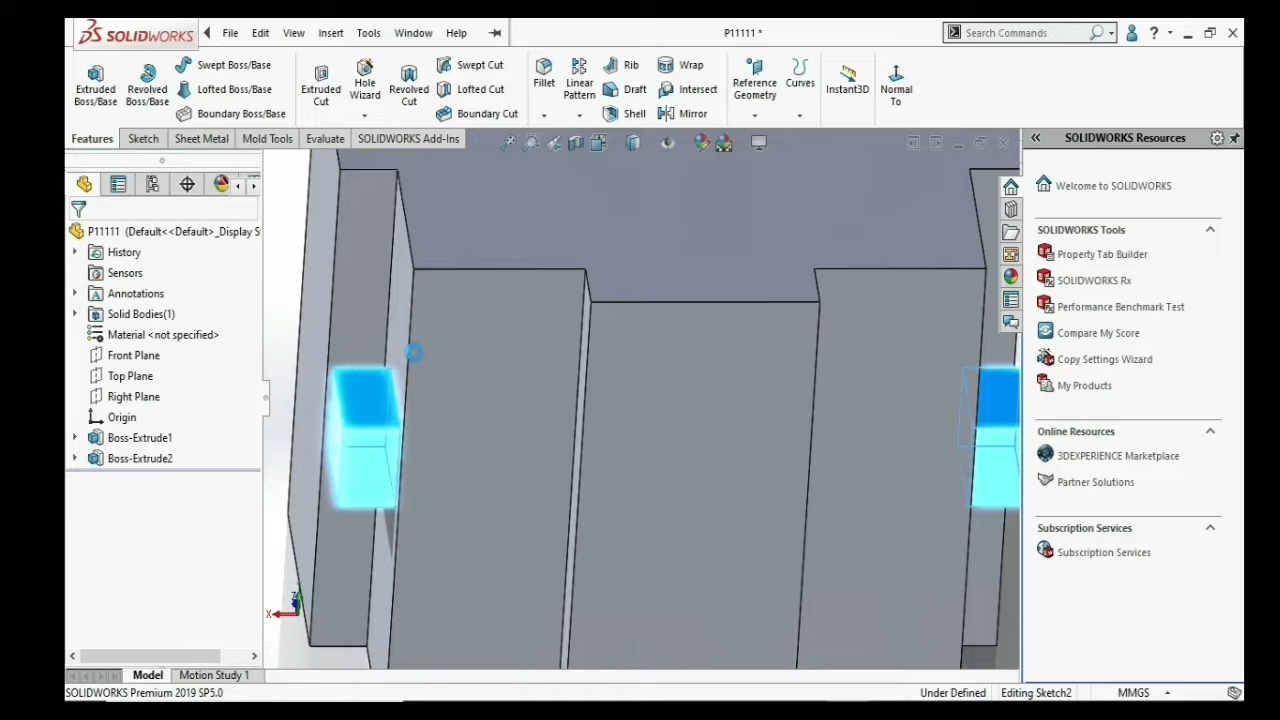 SOLIDWORKS File Edit View Insert Tools Window Help P11111 * Search Commands ?
Extruded Boss/Base
Revolved Boss/Base
Swept Boss/Base
Lofted Boss/Base
Boundary Boss/Base
Extruded Cut
Hole Wizard
Revolved Cut
Swept Cut
Lofted Cut
Boundary Cut
Fillet
Linear Pattern
Rib
Draft
Shell
Wrap
Intersect
Mirror
Reference Geometry
Curves
Instant3D
Normal To
Features Sketch Sheet Metal Mold Tools Evaluate SOLIDWORKS Add-Ins
P11111 (Default<<Default>_Display S
History
Sensors
Annotations
Solid Bodies(1)
Material <not specified>
Front Plane
Top Plane
Right Plane
Origin
Boss-Extrude1
Boss-Extrude2
X
SOLIDWORKS Resources
Welcome to SOLIDWORKS
SOLIDWORKS Tools
Property Tab Builder
SOLIDWORKS Rx
Performance Benchmark Test
Compare My Score
Copy Settings Wizard
My Products
Online Resources
3DEXPERIENCE Marketplace
Partner Solutions
Subscription Services
Subscription Services
Model Motion Study 1
SOLIDWORKS Premium 2019 SP5.0 Under Defined Editing Sketch2 MMGS